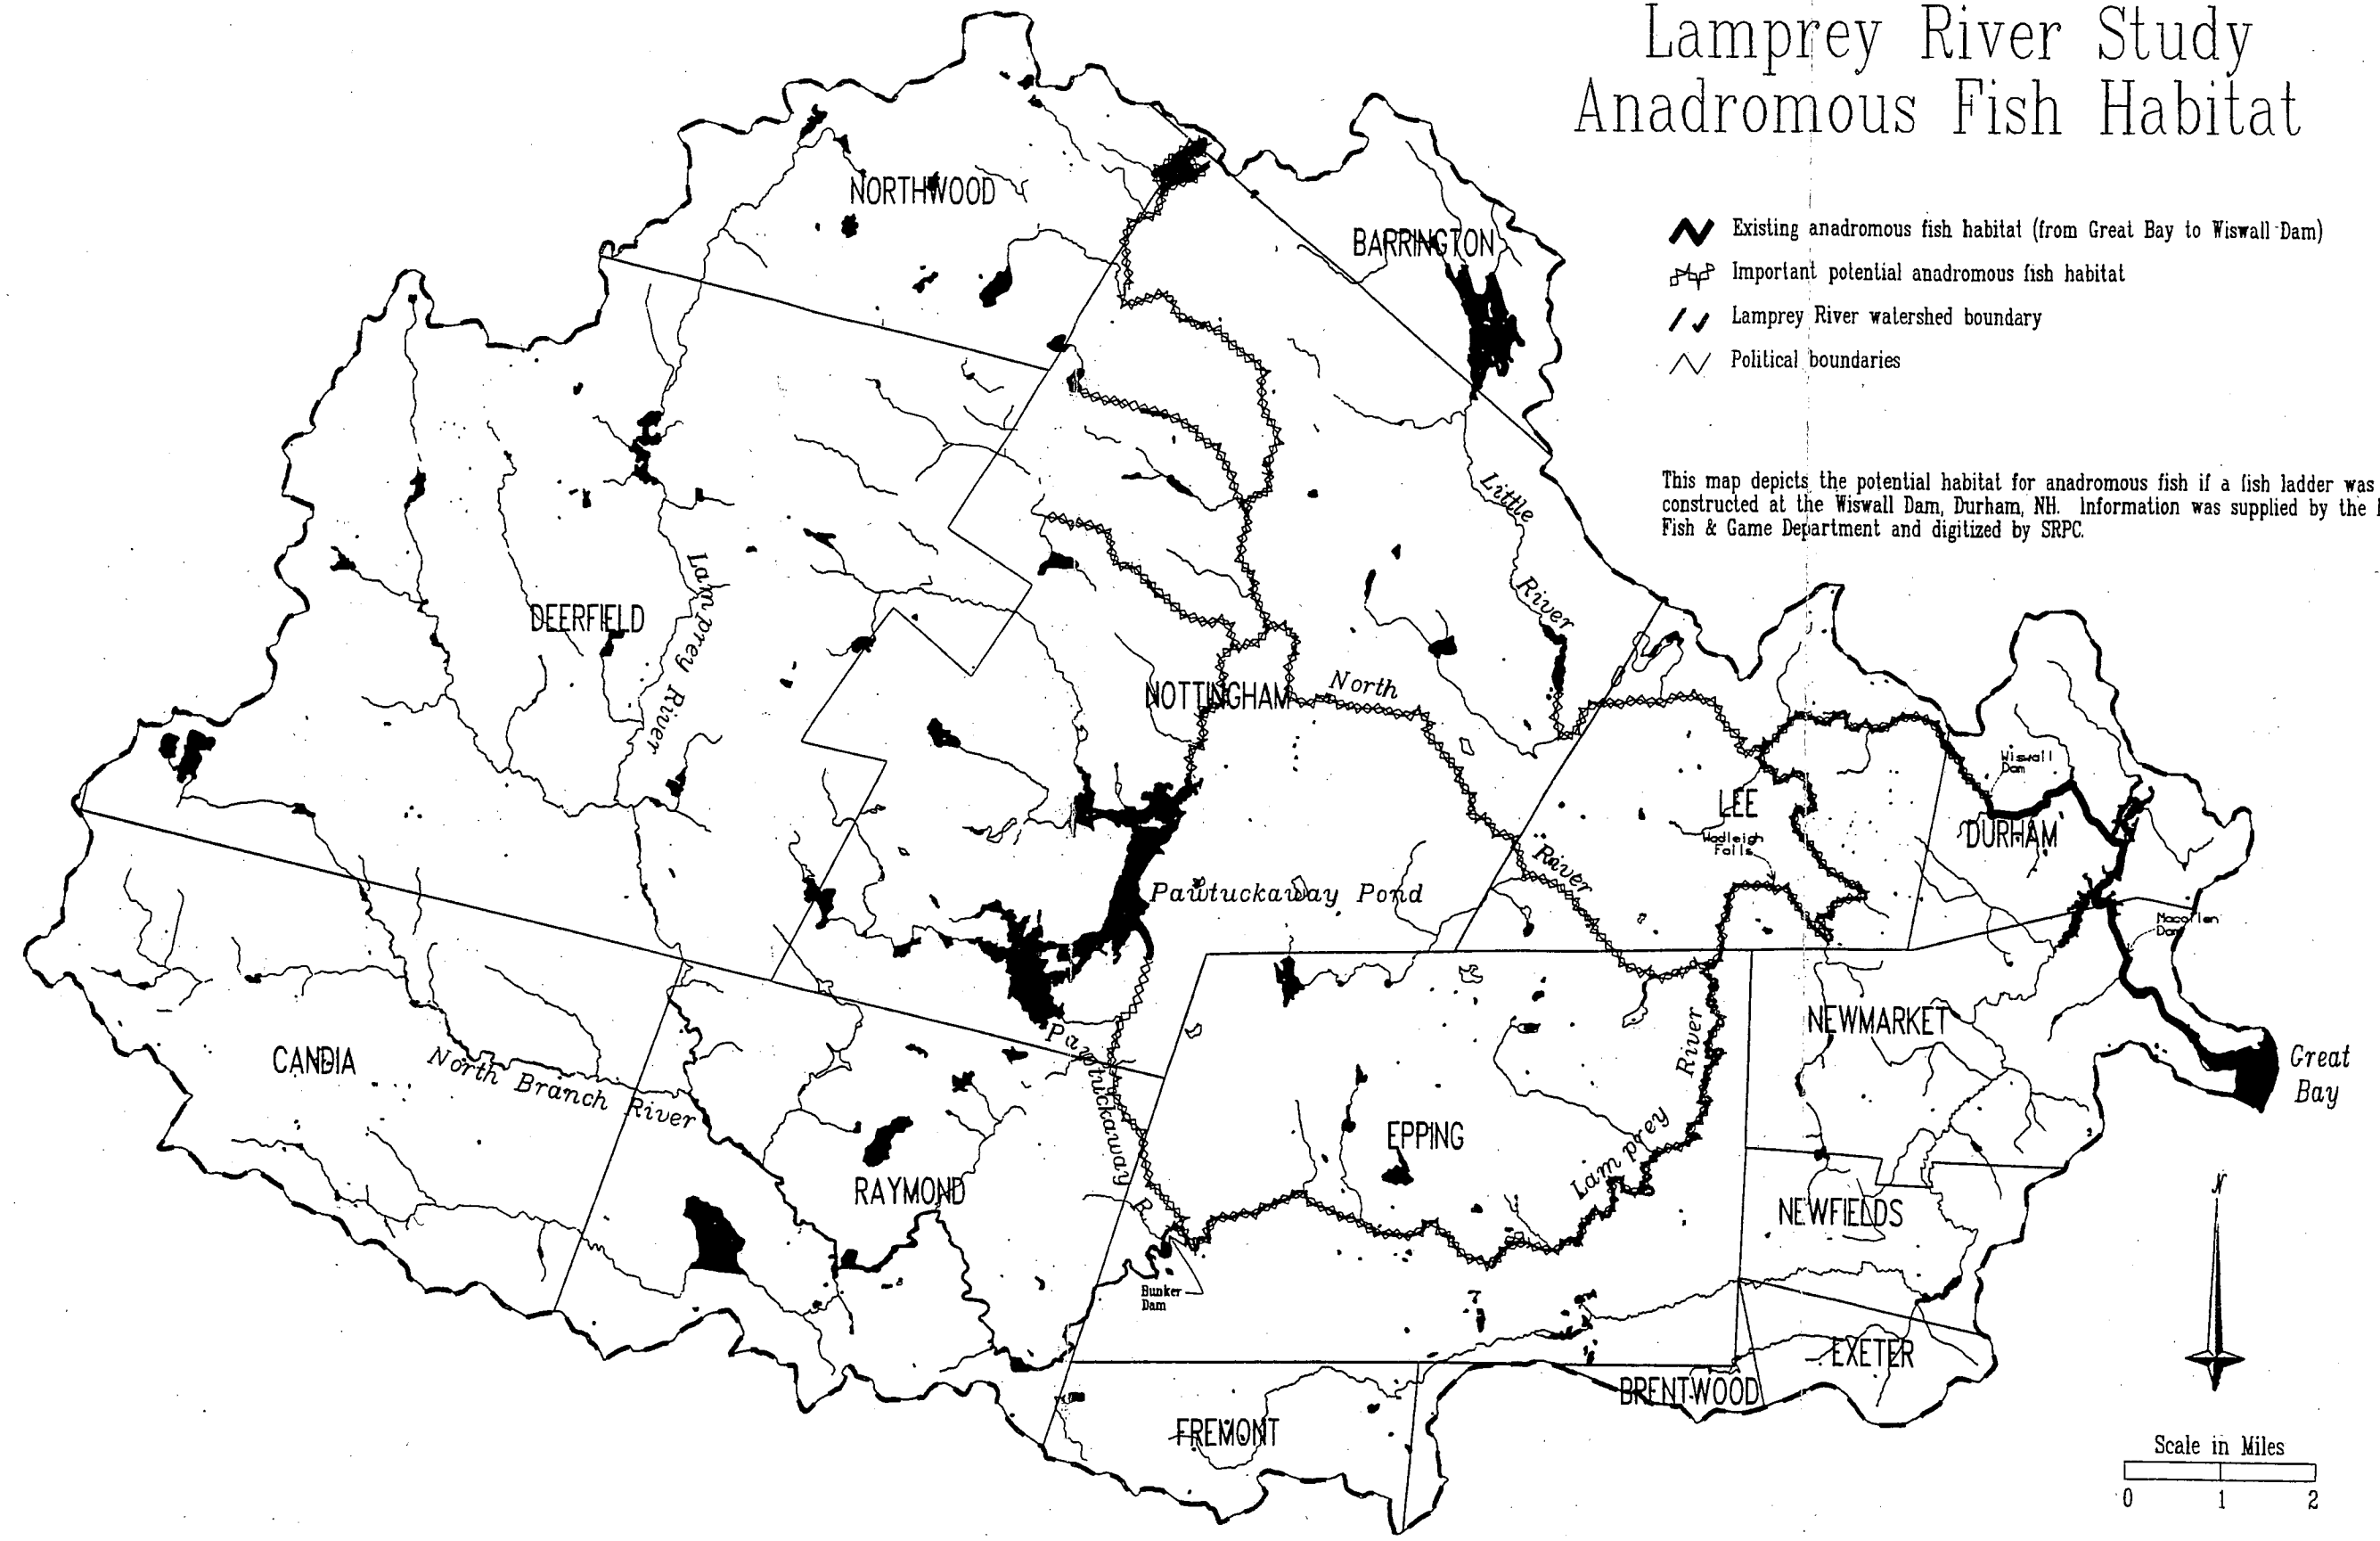 Lamprey River Study
Anadromous Fish Habitat
Existing anadromous fish habitat (from Great Bay to Wiswall Dam)
Important potential anadromous fish habitat
Lamprey River watershed boundary
Political boundaries
This map depicts the potential habitat for anadromous fish if a fish ladder was
constructed at the Wiswall Dam, Durham, NH. Information was supplied by the
Fish & Game Department and digitized by SRPC.
NORTHWOOD
BARRINGTON
Little
River
DEERFIELD
Lamprey River
NOTTINGHAM
North
River
LEE
Wadleigh
Falls
Wiswall
Dam
DURHAM
Pawtuckaway Pond
Macallen
Dam
CANDIA
North Branch River
Pawtuckaway R.
RAYMOND
EPPING
Lamprey
River
NEWMARKET
Great
Bay
NEWFIELDS
Bunker
Dam
EXETER
BRENTWOOD
FREMONT
N
Scale in Miles
0 1 2